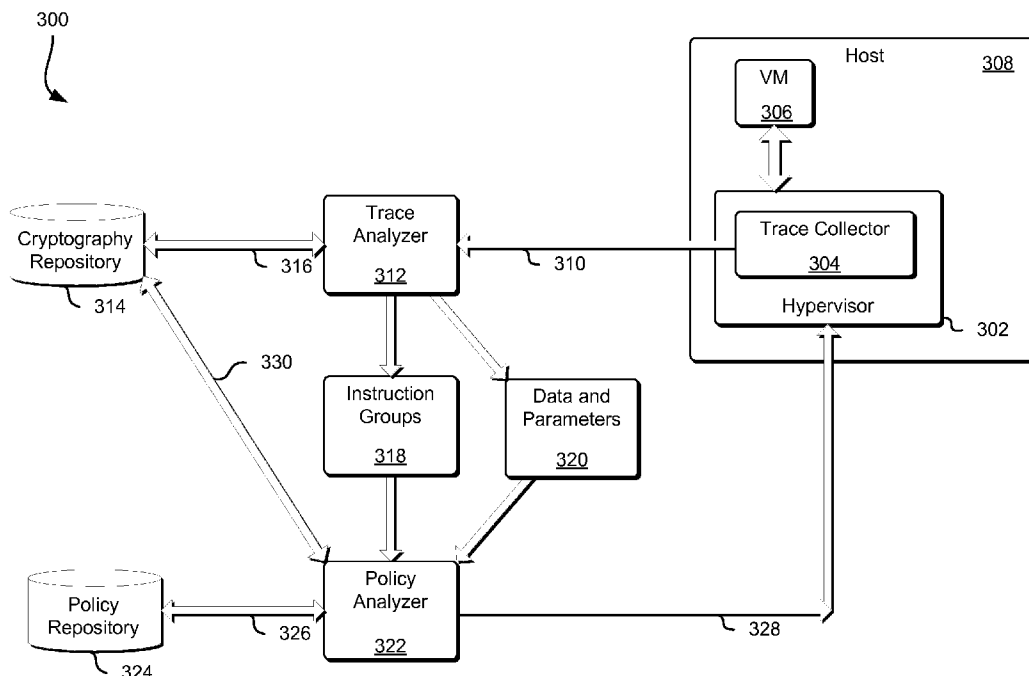 300
Host
308
VM
306
Trace
Analyzer
312
Trace Collector
304
Hypervisor
302
310
316
Cryptography
Repository
314
330
Instruction
Groups
318
Data and
Parameters
320
Policy
Analyzer
322
Policy
Repository
324
326
328